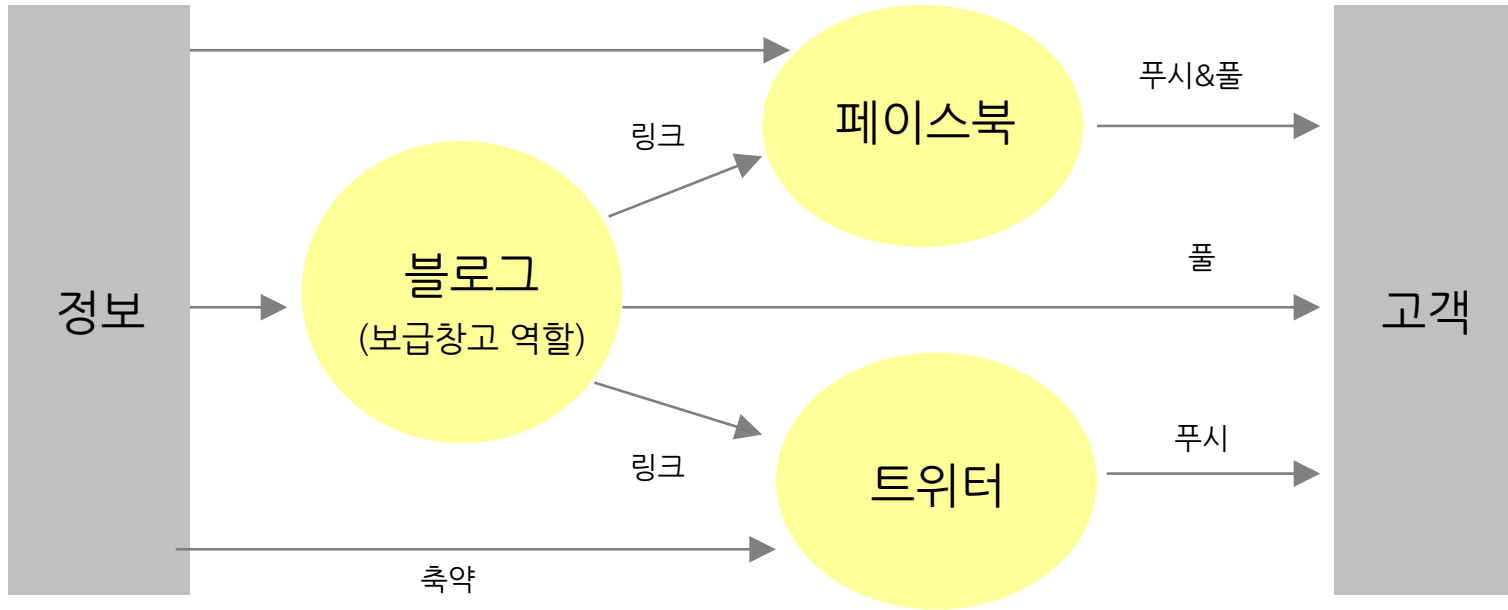 정보
블로그
(보급창고 역할)
링크
페이스북
푸시&풀
풀
고객
링크
트위터
푸시
축약